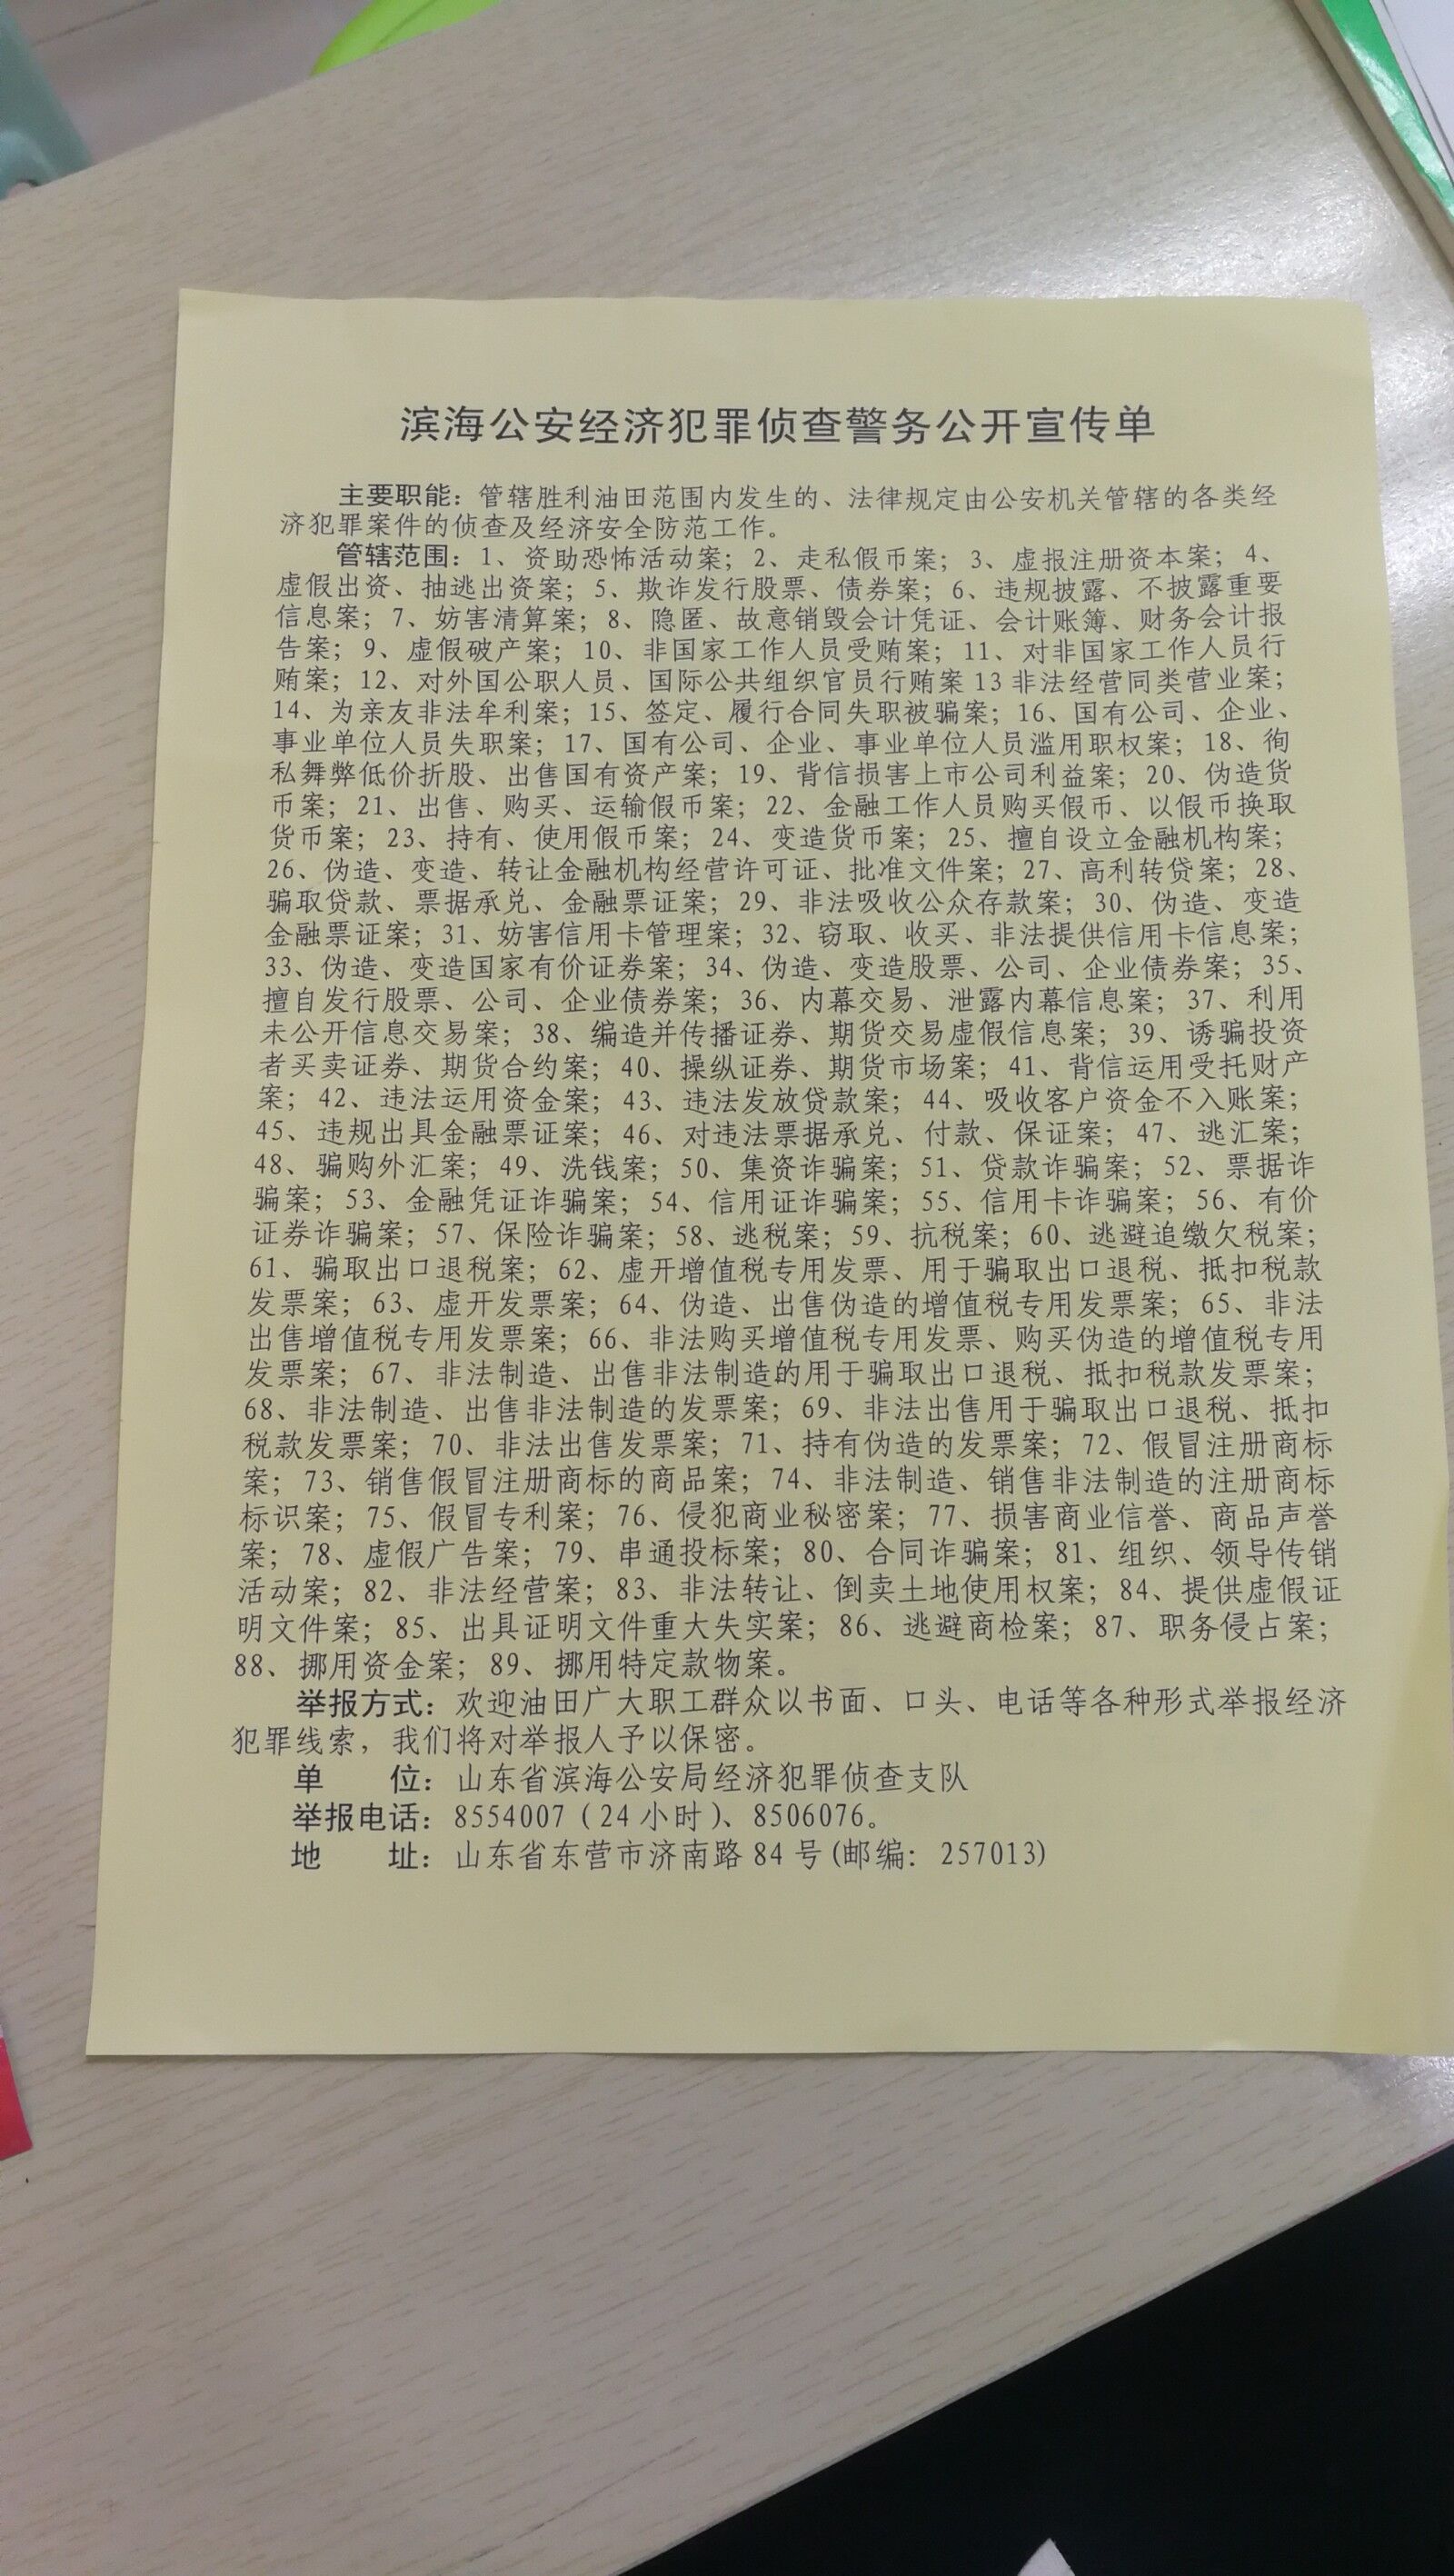 滨海公安经济犯罪侦查警务公开宣传单
主要职能：管辖胜利油田范围内发生的、法律规定由公安机关管辖的各类经
济犯罪案件的侦查及经济安全防范工作。
管辖范围：1、资助恐怖活动案；2、走私假币案；3、虚报注册资本案；4、
虚假出资、抽逃出资案；5、欺诈发行股票、债券案；6、违规披露、不披露重要
信息案；7、妨害清算案；8、隐匿、故意销毁会计凭证、会计账簿、财务会计报
告案；9、虚假破产案；10、非国家工作人员受贿案；11、对非国家工作人员行
贿案；12、对外国公职人员、国际公共组织官员行贿案13非法经营同类营业案；
14、为亲友非法牟利案；15、签定、履行合同失职被骗案；16、国有公司、企业、
事业单位人员失职案；17、国有公司、企业、事业单位人员滥用职权案；18、徇
私舞弊低价折股、出售国有资产案；19、背信损害上市公司利益案；20、伪造货
币案；21、出售、购买、运输假币案；22、金融工作人员购买假币、以假币换取
货币案；23、持有、使用假币案；24、变造货币案；25、擅自设立金融机构案；
26、伪造、变造、转让金融机构经营许可证、批准文件案；27、高利转贷案；28、
骗取贷款、票据承兑、金融票证案；29、非法吸收公众存款案；30、伪造、变造
金融票证案；31、妨害信用卡管理案；32、窃取、收买、非法提供信用卡信息案；
33、伪造、变造国家有价证券案；34、伪造、变造股票、公司、企业债券案；35、
擅自发行股票、公司、企业债券案；36、内幕交易、泄露内幕信息案；37、利用
未公开信息交易案；38、编造并传播证券、期货交易虚假信息案；39、诱骗投资
者买卖证券、期货合约案；40、操纵证券、期货市场案；41、背信运用受托财产
案；42、违法运用资金案；43、违法发放贷款案；44、吸收客户资金不入账案；
45、违规出具金融票证案；46、对违法票据承兑、付款、保证案；47、逃汇案；
48、骗购外汇案；49、洗钱案；50、集资诈骗案；51、贷款诈骗案；52、票据诈
骗案；53、金融凭证诈骗案；54、信用证诈骗案；55、信用卡诈骗案；56、有价
证券诈骗案；57、保险诈骗案；58、逃税案；59、抗税案；60、逃避追缴欠税案；
61、骗取出口退税案；62、虚开增值税专用发票、用于骗取出口退税、抵扣税款
发票案；63、虚开发票案；64、伪造、出售伪造的增值税专用发票案；65、非法
出售增值税专用发票案；66、非法购买增值税专用发票、购买伪造的增值税专用
发票案；67、非法制造、出售非法制造的用于骗取出口退税、抵扣税款发票案；
68、非法制造、出售非法制造的发票案；69、非法出售用于骗取出口退税、抵扣
税款发票案；70、非法出售发票案；71、持有伪造的发票案；72、假冒注册商标
案；73、销售假冒注册商标的商品案；74、非法制造、销售非法制造的注册商标
标识案；75、假冒专利案；76、侵犯商业秘密案；77、损害商业信誉、商品声誉
案；78、虚假广告案；79、串通投标案；80、合同诈骗案；81、组织、领导传销
活动案；82、非法经营案；83、非法转让、倒卖土地使用权案；84、提供虚假证
明文件案；85、出具证明文件重大失实案；86、逃避商检案；87、职务侵占案；
88、挪用资金案；89、挪用特定款物案。
举报方式：欢迎油田广大职工群众以书面、口头、电话等各种形式举报经济
犯罪线索，我们将对举报人予以保密。
单　　位：山东省滨海公安局经济犯罪侦查支队
举报电话：8554007（24小时）、8506076。
地　　址：山东省东营市济南路84号(邮编：257013)